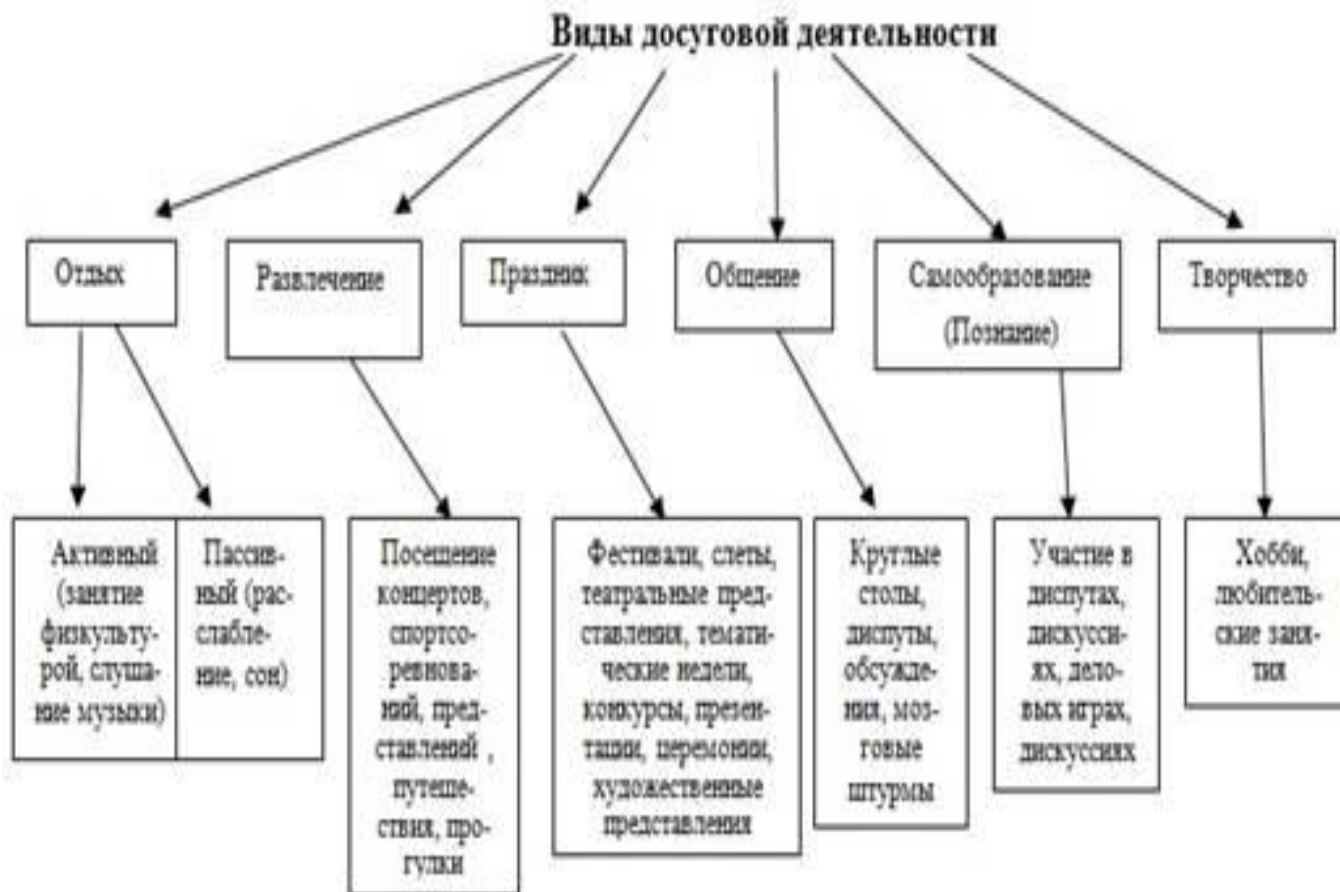 Виды досуговой деятельности
Отдых
Развлечение
Праздник
Общение
Самообразование
(Познание)
Творчество
Активный
(занятие
физкульту-
рой, слуша-
ние музыки)
Пассив-
ный (рас-
слабле-
ние, сон)
Посещение
концертов,
спортсо-
ревнова-
ний, пред-
ставлений ,
путеше-
ствия, про-
гулки
Фестивали, слеты,
театральные пред-
ставления, темати-
ческие недели,
конкурсы, презен-
тации, церемонии,
художественные
представления
Круглые
столы,
диспуты,
обсужде-
ния, моз-
говые
штурмы
Участие в
диспутах,
дискусси-
ях, дело-
вых играх,
дискуссиях
Хобби,
любитель-
ские заня-
тия